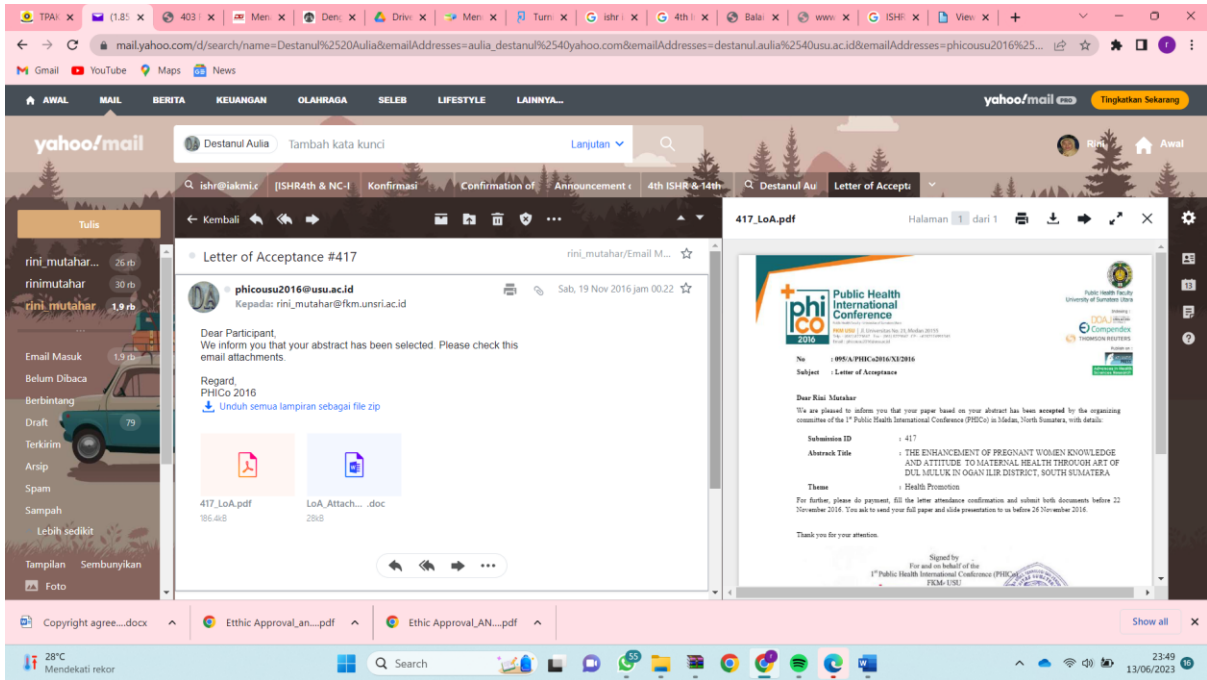 TPAK
(1.85
403 F
Men
Deng
Drive
Men
Turn
ishr i
4th I
Balai
www
ISHR
View
mail.yahoo.com/d/search/name=Destanul%2520Aulia&emailAddresses=aulia_destanul%2540yahoo.com&emailAddresses=destanul.aulia%2540usu.ac.id&emailAddresses=phicousu2016%25...
Gmail YouTube Maps News
AWAL MAIL BERITA KEUANGAN OLAHRAGA SELEB LIFESTYLE LAINNYA...
yahoo!mail PRO Tingkatkan Sekarang
yahoo!mail
Destanul Aulia Tambah kata kunci Lanjutan
Rini Awal
ishr@iakmi.c [ISHR4th & NC-I Konfirmasi Confirmation of Announcement c 4th ISHR & 14th Destanul Au Letter of Accepta
Tulis
Kembali
417_LoA.pdf Halaman 1 dari 1
rini_mutahar... 26 rb
rinimutahar 30 rb
rini_mutahar 1,9 rb
Email Masuk 1,9 rb
Belum Dibaca
Berbintang
Draft 79
Terkirim
Arsip
Spam
Sampah
Lebih sedikit
Tampilan Sembunyikan
Foto
Letter of Acceptance #417 rini_mutahar/Email M...
phicousu2016@usu.ac.id Sab, 19 Nov 2016 jam 00.22
Kepada: rini_mutahar@fkm.unsri.ac.id
Dear Participant,
We inform you that your abstract has been selected. Please check this
email attachments.
Regard,
PHICo 2016
Unduh semua lampiran sebagai file zip
417_LoA.pdf
186.4kB
LoA_Attach... .doc
28kB
phi
co
2016
Public Health
International
Conference
Public Health Faculty
University of Sumatera Utara
DOAJ
Compendex
THOMSON REUTERS
No : 095/A/PHICo2016/XI/2016
Subject : Letter of Acceptance
Dear Rini Mutahar
We are pleased to inform you that your paper based on your abstract has been accepted by the organizing
committee of the 1st Public Health International Conference (PHICo) in Medan, North Sumatera, with details:
Submission ID : 417
Abstrack Title : THE ENHANCEMENT OF PREGNANT WOMEN KNOWLEDGE
AND ATTITUDE TO MATERNAL HEALTH THROUGH ART OF
DUL MULUK IN OGAN ILIR DISTRICT, SOUTH SUMATERA
Theme : Health Promotion
For further, please do payment, fill the letter attendance confirmation and submit both documents before 22
November 2016. You ask to send your full paper and slide presentation to us before 26 November 2016.
Thank you for your attention.
Signed by
For and on behalf of the
1st Public Health International Conference (PHICo)
FKM- USU
13
Copyright agree....docx
Etthic Approval_an....pdf
Ethic Approval_AN....pdf
Show all
28°C
Mendekati rekor
Search
55
23:49
13/06/2023
16